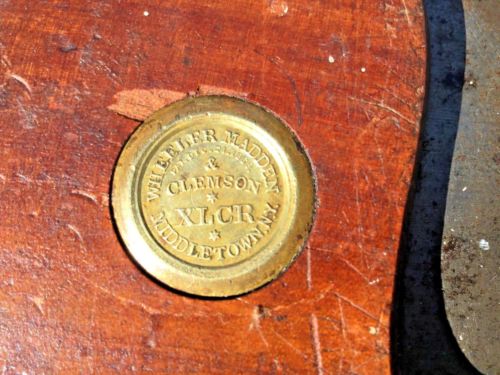 WHEELER MADDEN
&
CLEMSON
XLCR
MIDDLETOWN. N.Y.